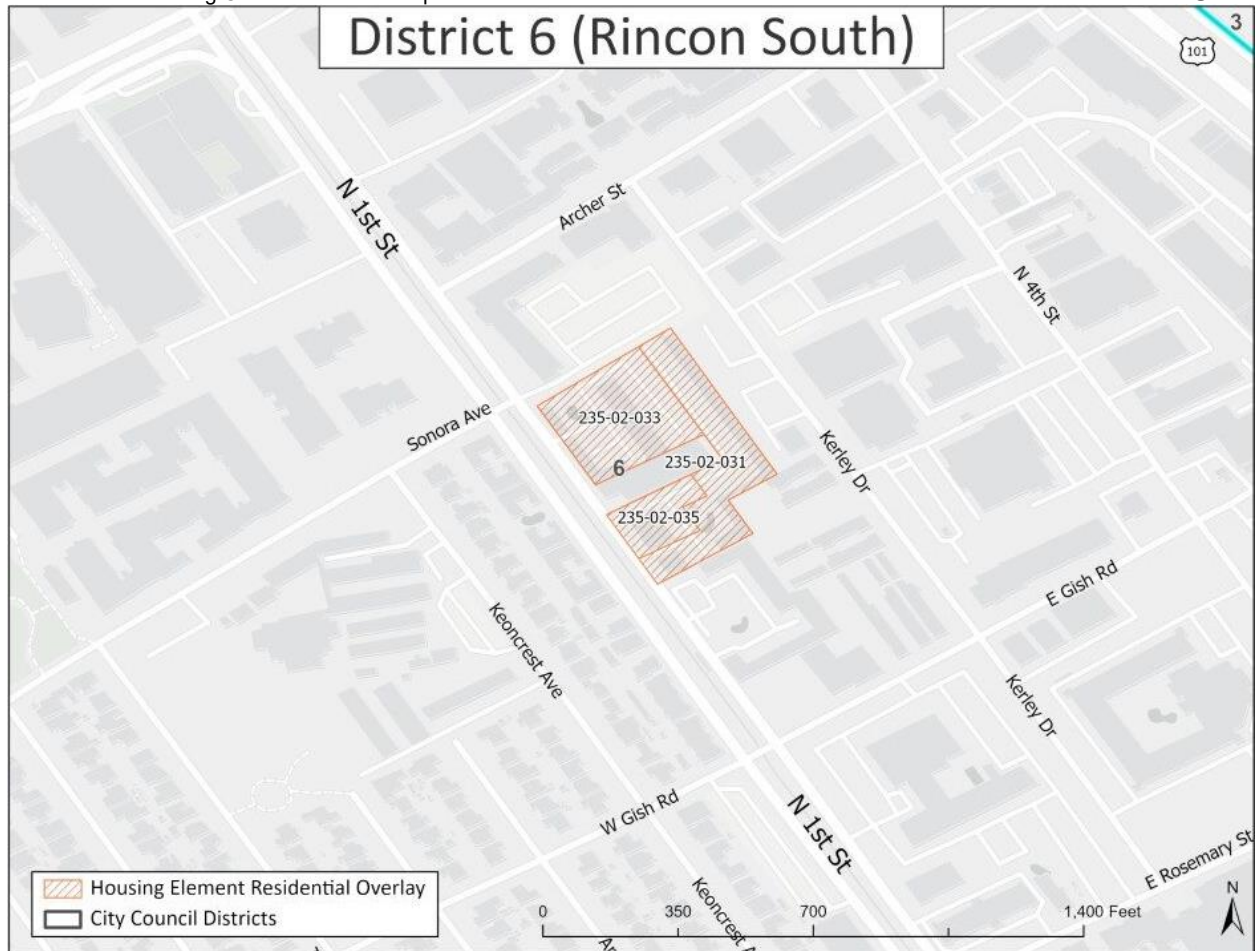 3
101
District 6 (Rincon South)
Archer St
N 1st St
N 4th St
Sonora Ave
235-02-033
235-02-031
6
235-02-035
Kerley Dr
E Gish Rd
Keoncrest Ave
Kerley Dr
W Gish Rd
N 1st St
E Rosemary St
Housing Element Residential Overlay
City Council Districts
0 350 700 1,400 Feet
N